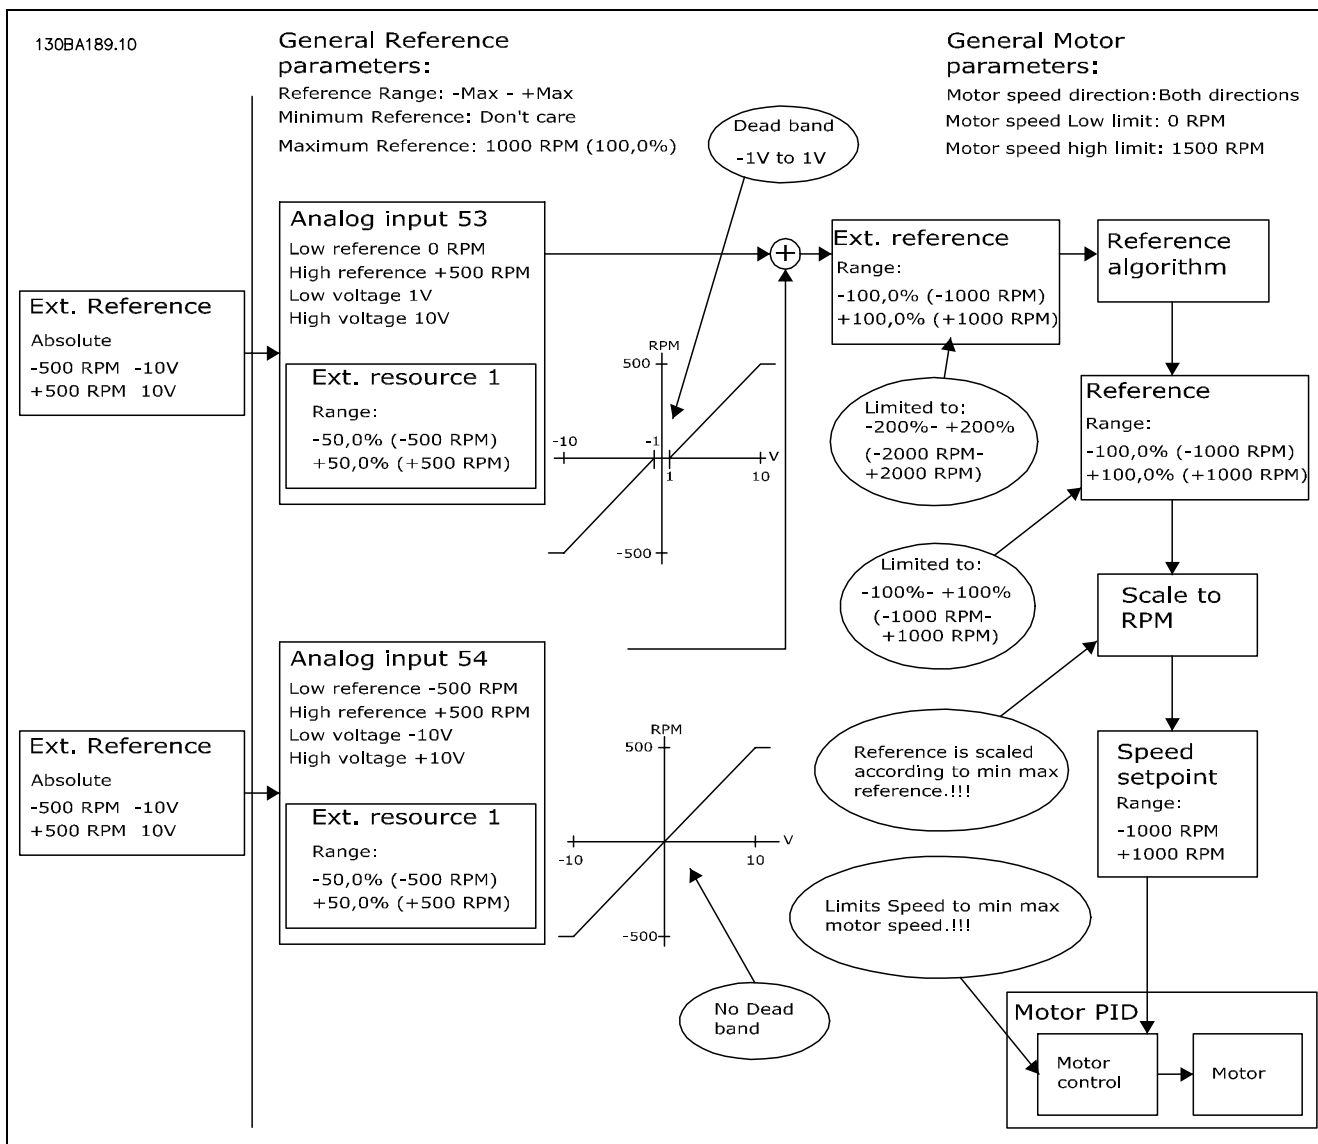 130BA189.10
General Reference
parameters:
Reference Range: -Max - +Max
Minimum Reference: Don't care
Maximum Reference: 1000 RPM (100,0%)
General Motor
parameters:
Motor speed direction:Both directions
Motor speed Low limit: 0 RPM
Motor speed high limit: 1500 RPM
Dead band
-1V to 1V
Ext. Reference
Absolute
-500 RPM -10V
+500 RPM 10V
Analog input 53
Low reference 0 RPM
High reference +500 RPM
Low voltage 1V
High voltage 10V
Ext. resource 1
Range:
-50,0% (-500 RPM)
+50,0% (+500 RPM)
RPM
500
-10
-1
V
1
10
-500
+
Ext. reference
Range:
-100,0% (-1000 RPM)
+100,0% (+1000 RPM)
Reference
algorithm
Limited to:
-200%- +200%
(-2000 RPM-
+2000 RPM)
Reference
Range:
-100,0% (-1000 RPM)
+100,0% (+1000 RPM)
Limited to:
-100%- +100%
(-1000 RPM-
+1000 RPM)
Scale to
RPM
Ext. Reference
Absolute
-500 RPM -10V
+500 RPM 10V
Analog input 54
Low reference -500 RPM
High reference +500 RPM
Low voltage -10V
High voltage +10V
Ext. resource 1
Range:
-50,0% (-500 RPM)
+50,0% (+500 RPM)
RPM
500
V
-10
10
-500
No Dead
band
Reference is scaled
according to min max
reference.!!!
Speed
setpoint
Range:
-1000 RPM
+1000 RPM
Limits Speed to min max
motor speed.!!!
Motor PID
Motor
control
Motor